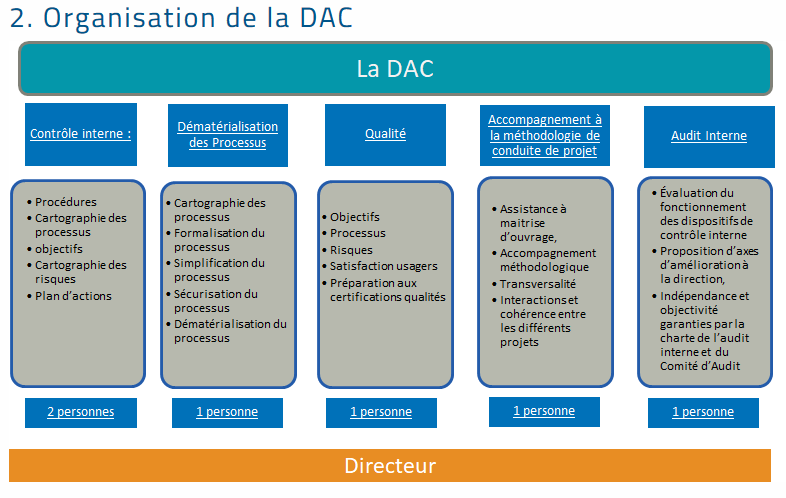 2. Organisation de la DAC
La DAC
Contrôle interne :
Dématérialisation
des Processus
Qualité
Accompagnement à
la méthodologie de
conduite de projet
Audit Interne
• Procédures
• Cartographie des
processus
• objectifs
• Cartographie des
risques
• Plan d’actions
• Cartographie des
processus
• Formalisation du
processus
• Simplification du
processus
• Sécurisation du
processus
• Dématérialisation du
processus
• Objectifs
• Processus
• Risques
• Satisfaction usagers
• Préparation aux
certifications qualités
• Assistance à
maitrise
d’ouvrage,
• Accompagnement
méthodologique
• Transversalité
• Interactions et
cohérence entre
les différents
projets
• Évaluation du
fonctionnement
des dispositifs de
contrôle interne
• Proposition d’axes
d’amélioration à
la direction,
• Indépendance et
objectivité
garanties par la
charte de l’audit
interne et du
Comité d’Audit
2 personnes
1 personne
1 personne
1 personne
1 personne
Directeur